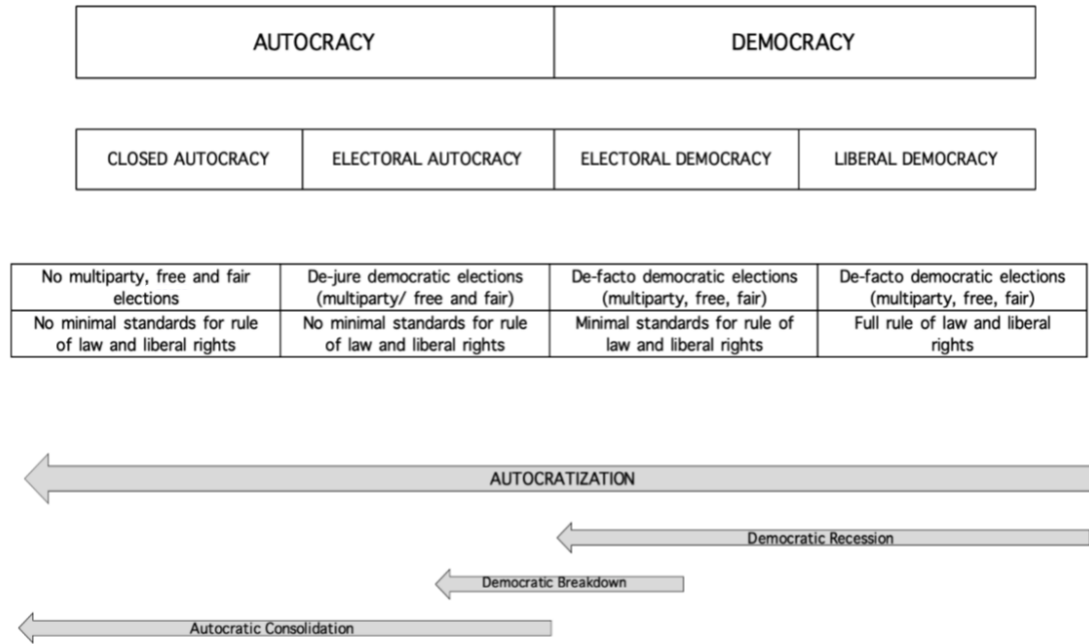 AUTOCRACY
DEMOCRACY
CLOSED AUTOCRACY
ELECTORAL AUTOCRACY
ELECTORAL DEMOCRACY
LIBERAL DEMOCRACY
No multiparty, free and fair
elections
De-jure democratic elections
(multiparty/ free and fair)
De-facto democratic elections
(multiparty, free, fair)
De-facto democratic elections
(multiparty, free, fair)
No minimal standards for rule
of law and liberal rights
No minimal standards for rule
of law and liberal rights
Minimal standards for rule of
law and liberal rights
Full rule of law and liberal
rights
AUTOCRATIZATION
Democratic Recession
Democratic Breakdown
Autocratic Consolidation